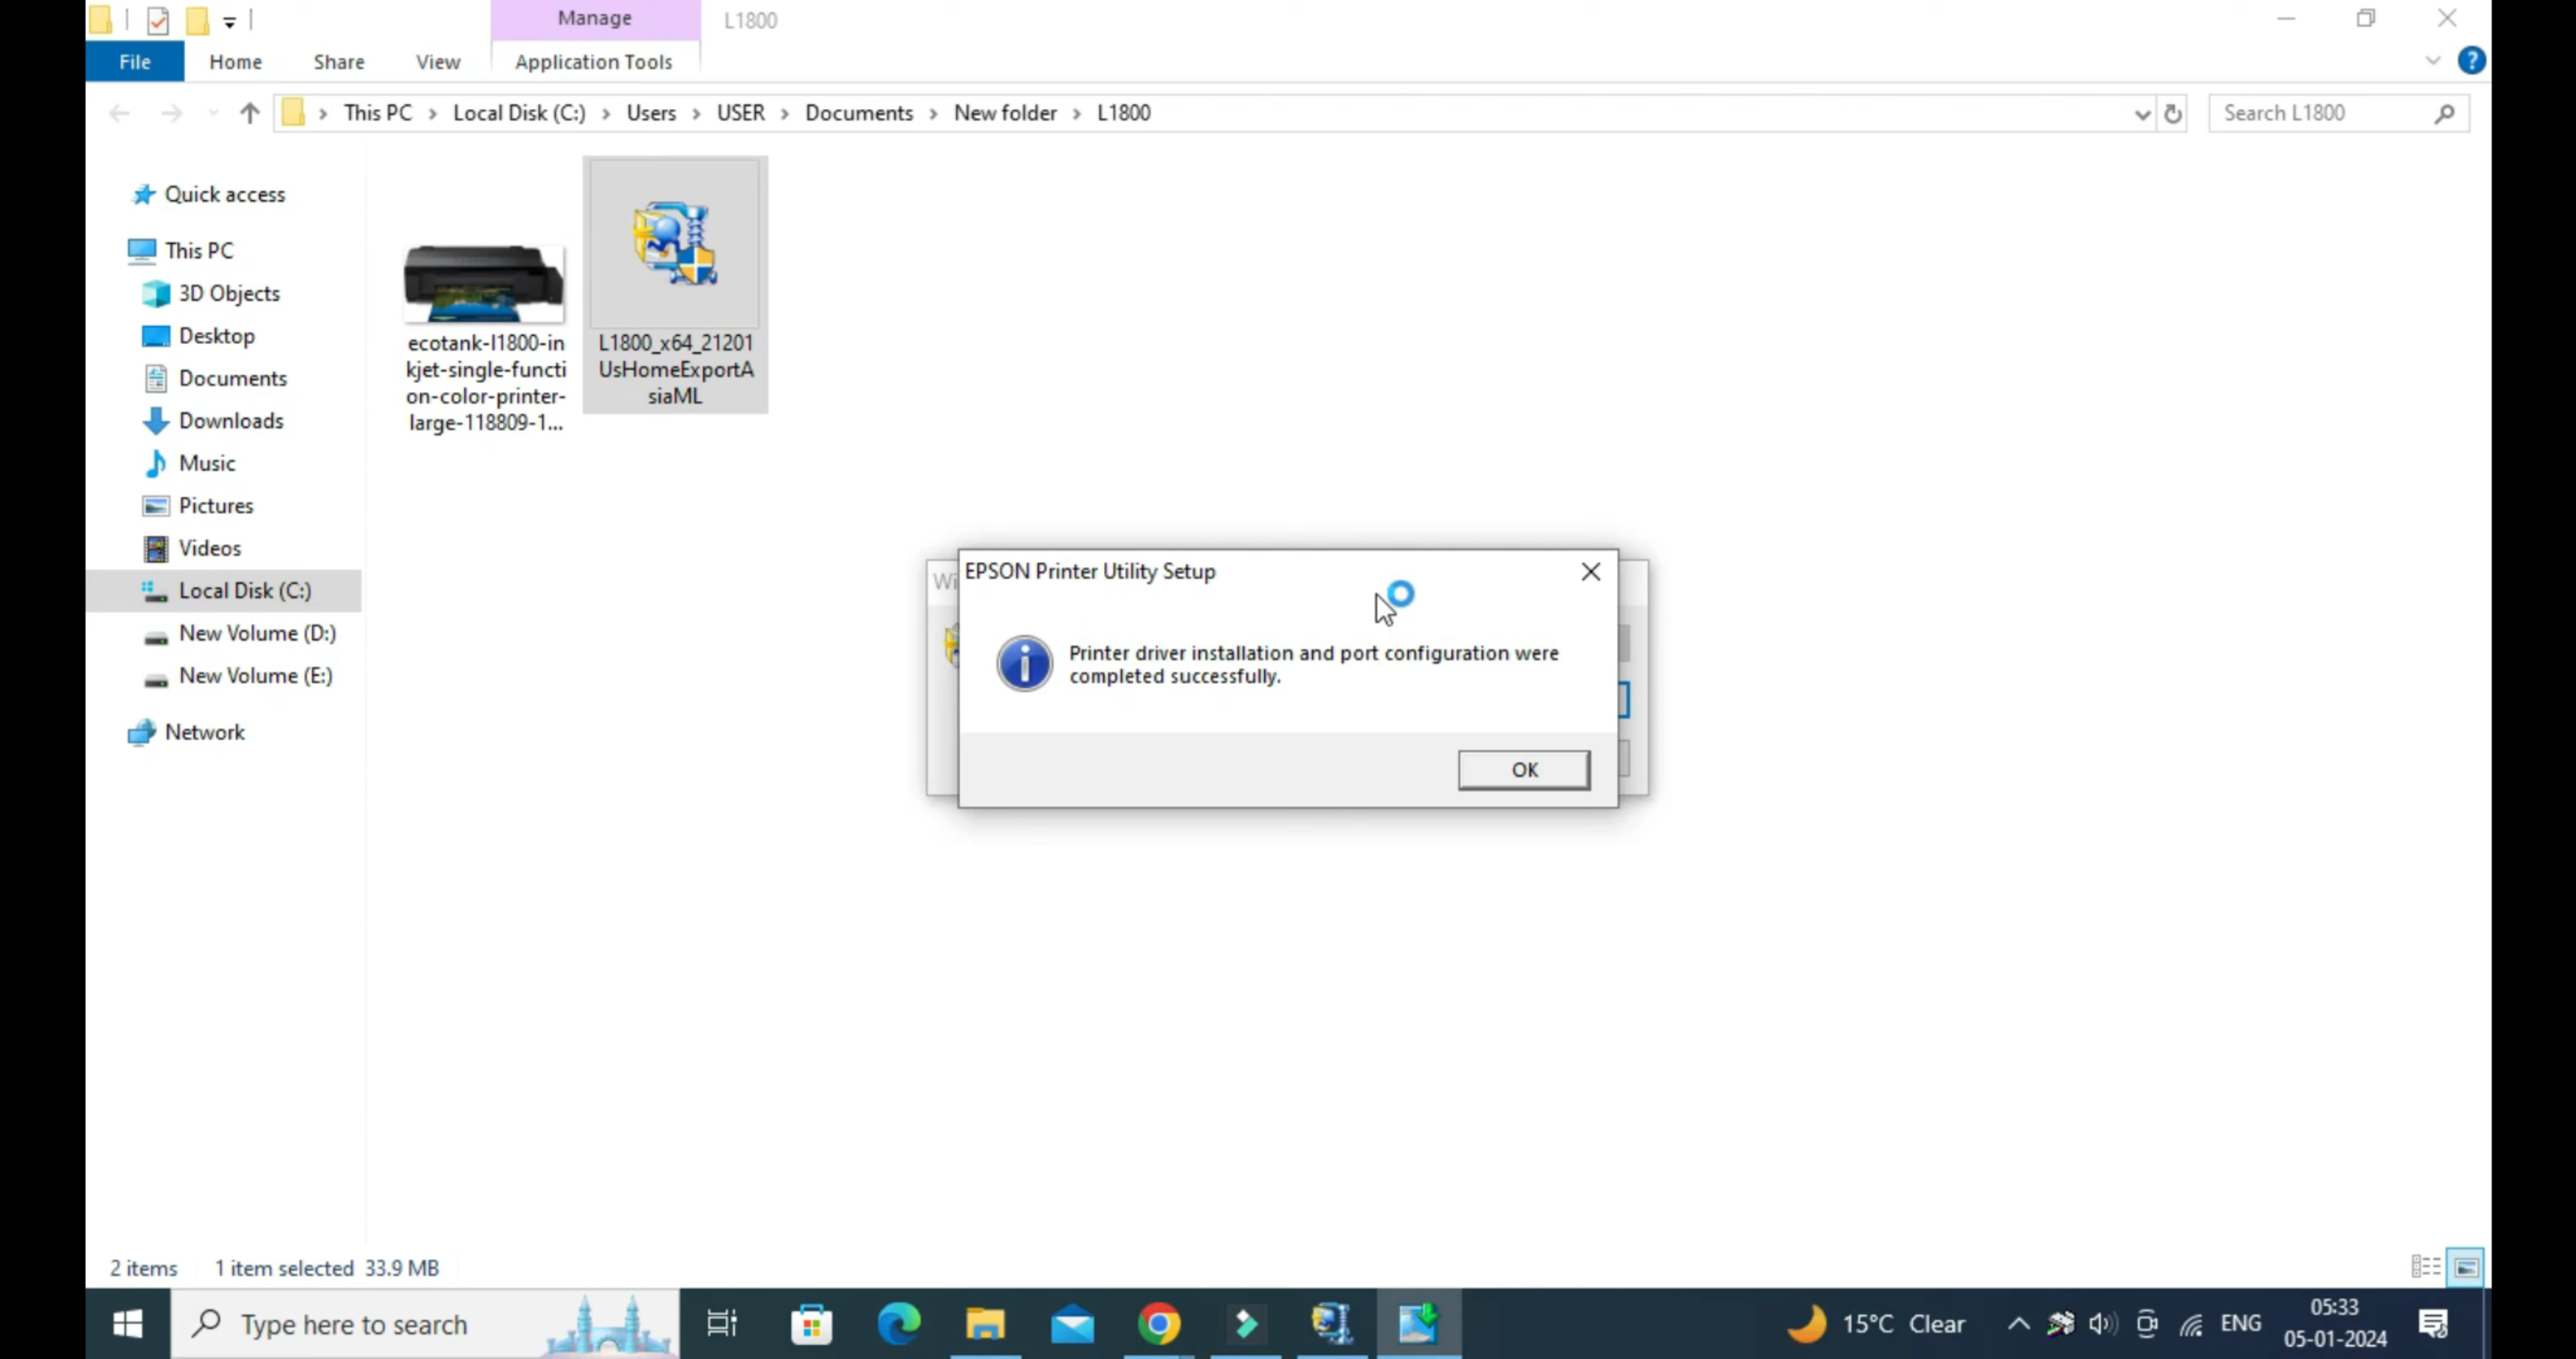 Manage
L1800
File
Home
Share
View
Application Tools
This PC
Local Disk (C:)
Users
USER
Documents
New folder
L1800
Search L1800
Quick access
This PC
3D Objects
Desktop
Documents
Downloads
Music
Pictures
Videos
Local Disk (C:)
New Volume (D:)
New Volume (E:)
Network
ecotank-l1800-in
kjet-single-functi
on-color-printer-
large-118809-1...
L1800_x64_21201
UsHomeExportA
siaML
Wi
EPSON Printer Utility Setup
Printer driver installation and port configuration were
completed successfully.
OK
2 items
1 item selected 33.9 MB
Type here to search
15°C Clear
ENG
05:33
05-01-2024